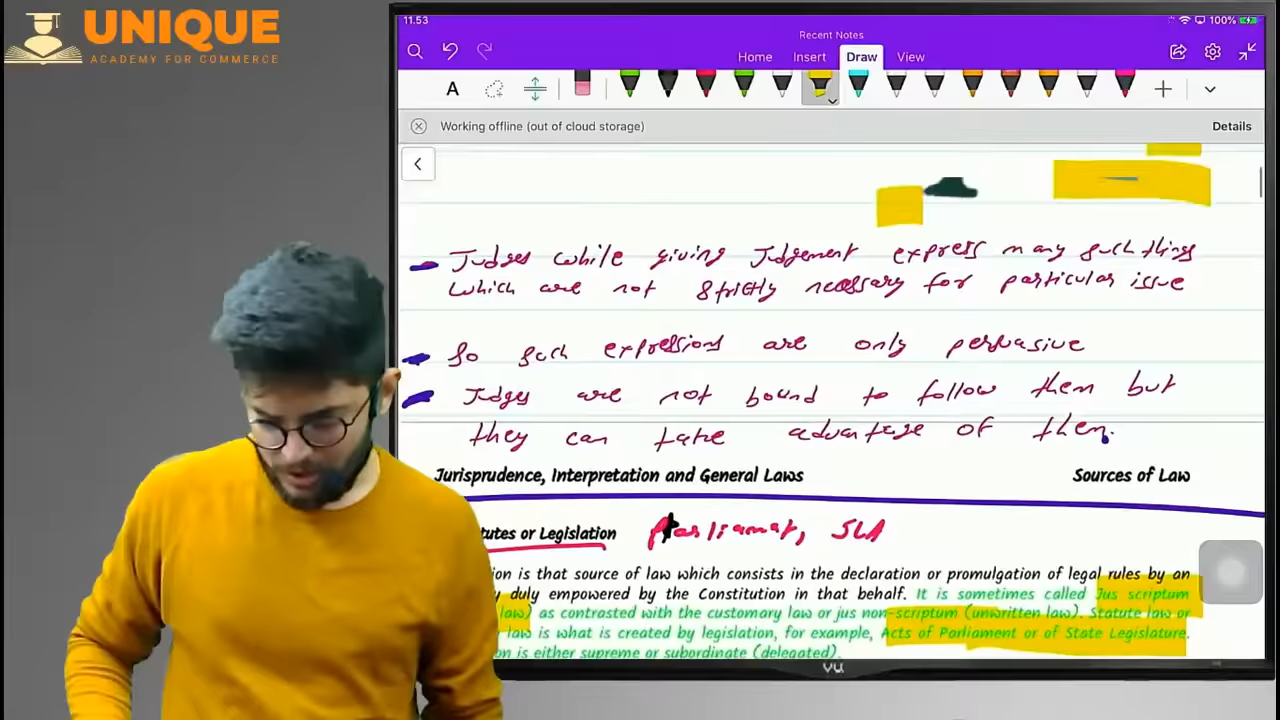 UNIQUE
ACADEMY FOR COMMERCE
11.53
100%
Recent Notes
Home Insert Draw View
A
Working offline (out of cloud storage) Details
Judges while giving Judgement express many such things
which are not strictly necessary for particular issue
So such expressions are only persuasive
Judges are not bound to follow them but
they can take advantage of them.
Jurisprudence, Interpretation and General Laws Sources of Law
tutes or Legislation Parliamat, SLA
ion is that source of law which consists in the declaration or promulgation of legal rules by an
y duly empowered by the Constitution in that behalf. It is sometimes called Jus scriptum
law) as contrasted with the customary law or jus non-scriptum (unwritten law). Statute law or
law is what is created by legislation, for example, Acts of Parliament or of State Legislature.
on is either supreme or subordinate (delegated).
vu